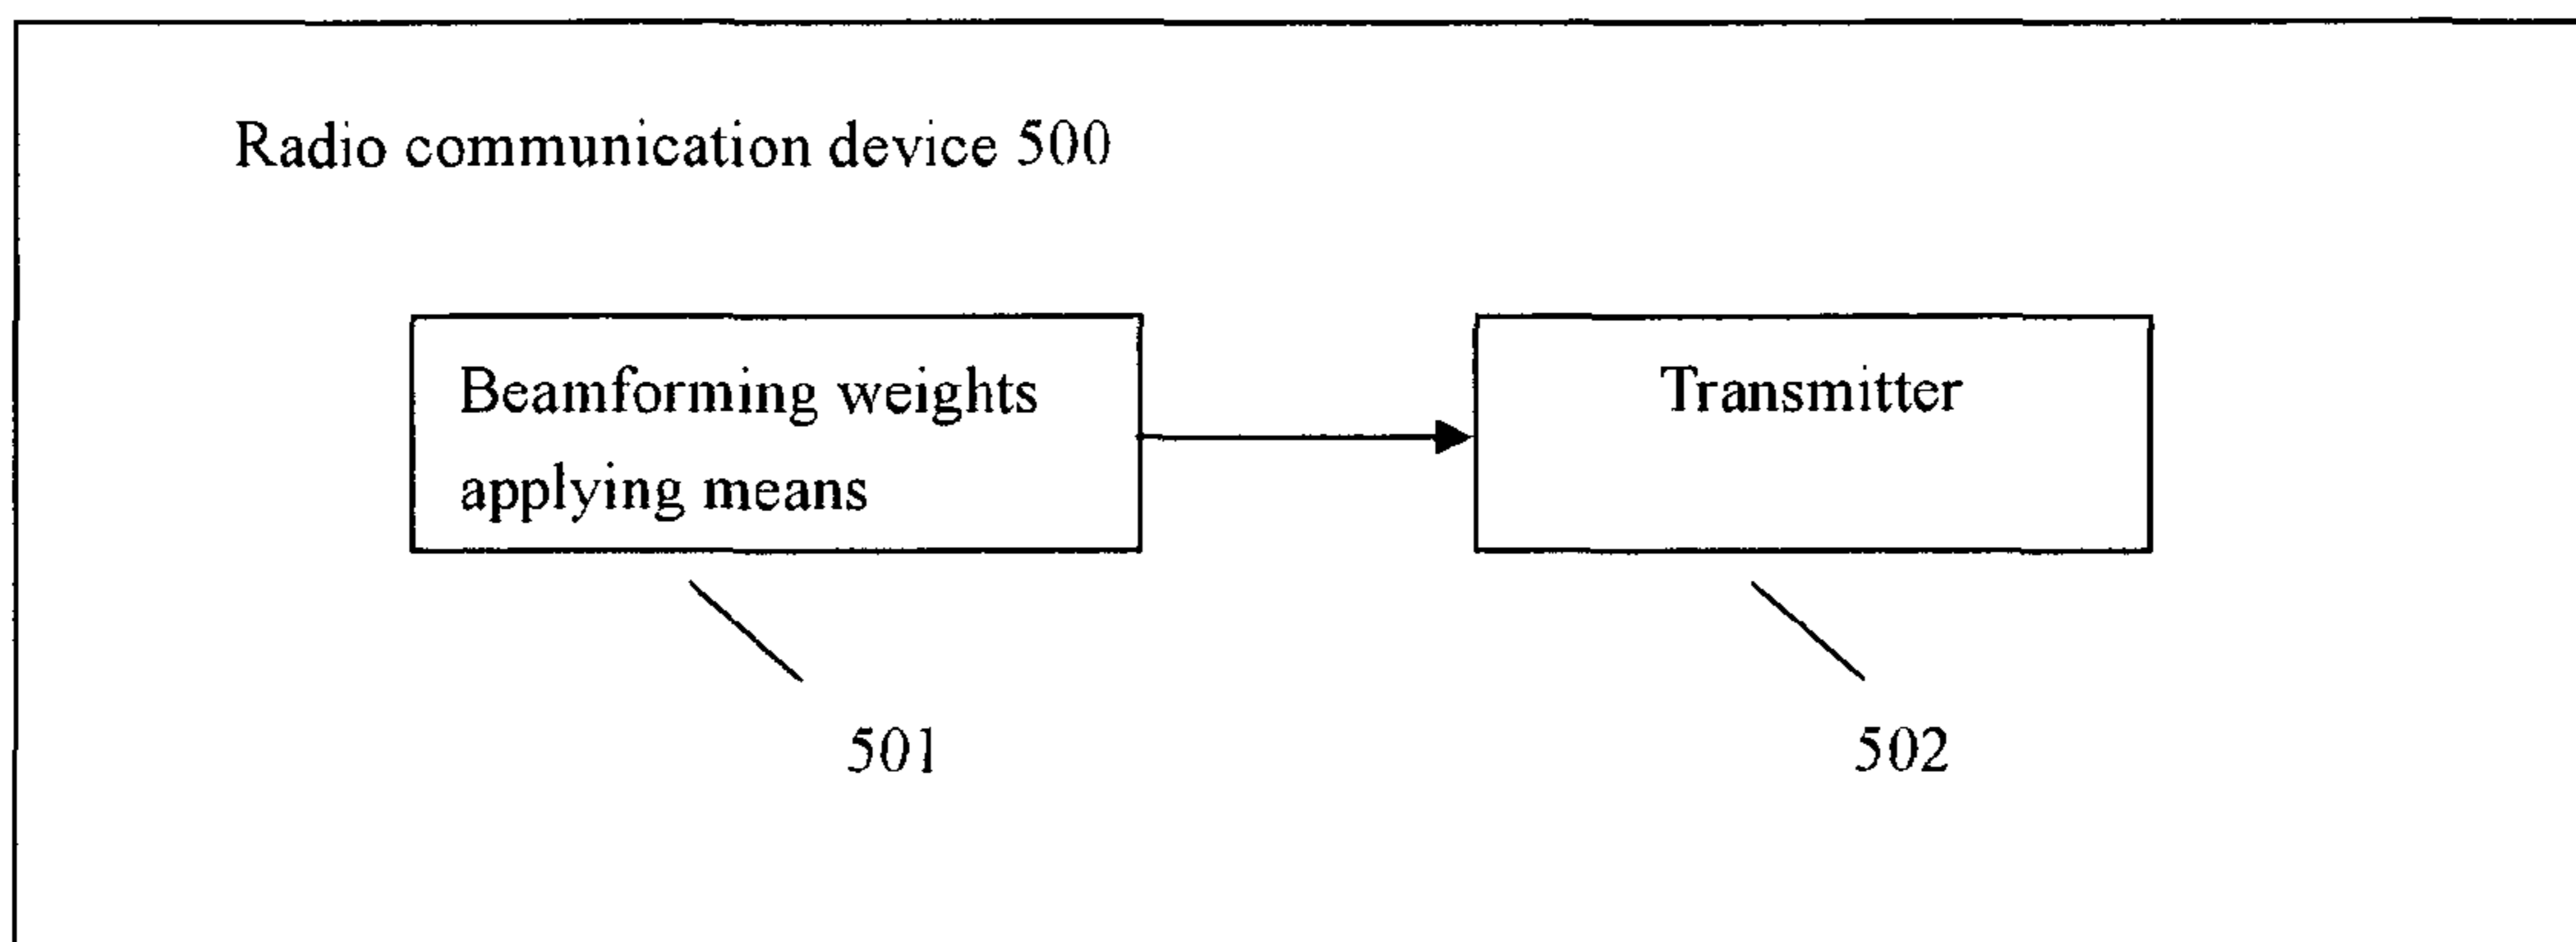 Radio communication device 500
Beamforming weights
applying means
Transmitter
501
502